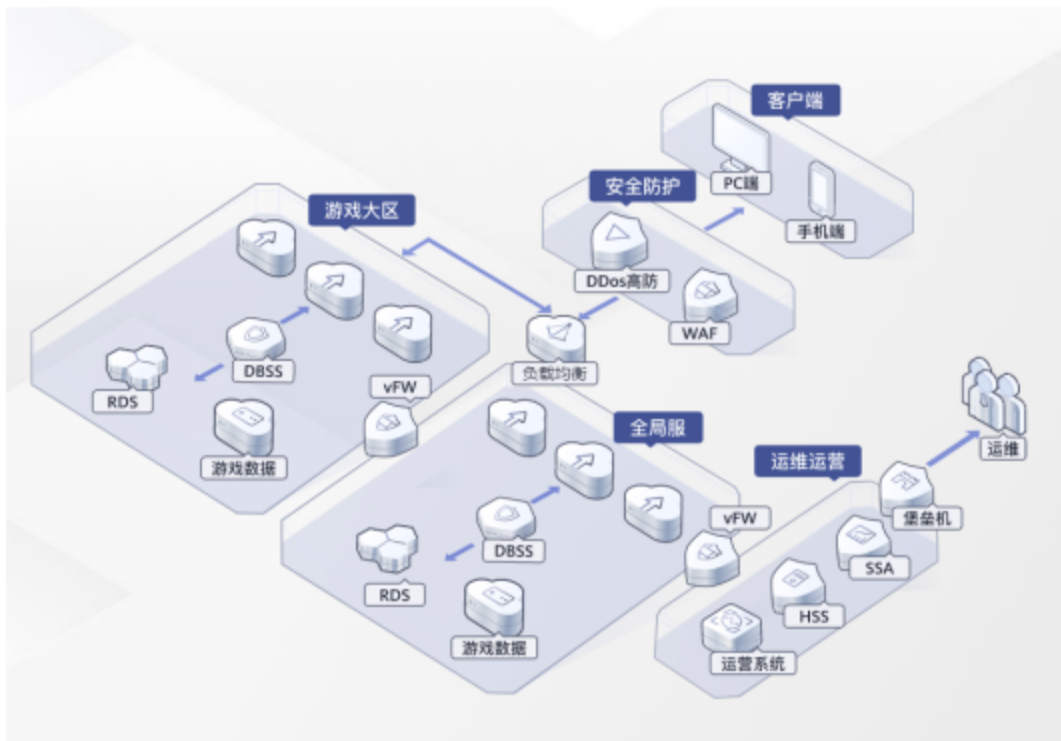 客户端
PC端
手机端
安全防护
DDos高防
WAF
游戏大区
DBSS
RDS
游戏数据
vFW
负载均衡
全局服
DBSS
RDS
游戏数据
vFW
运维运营
运维
堡垒机
SSA
HSS
运营系统